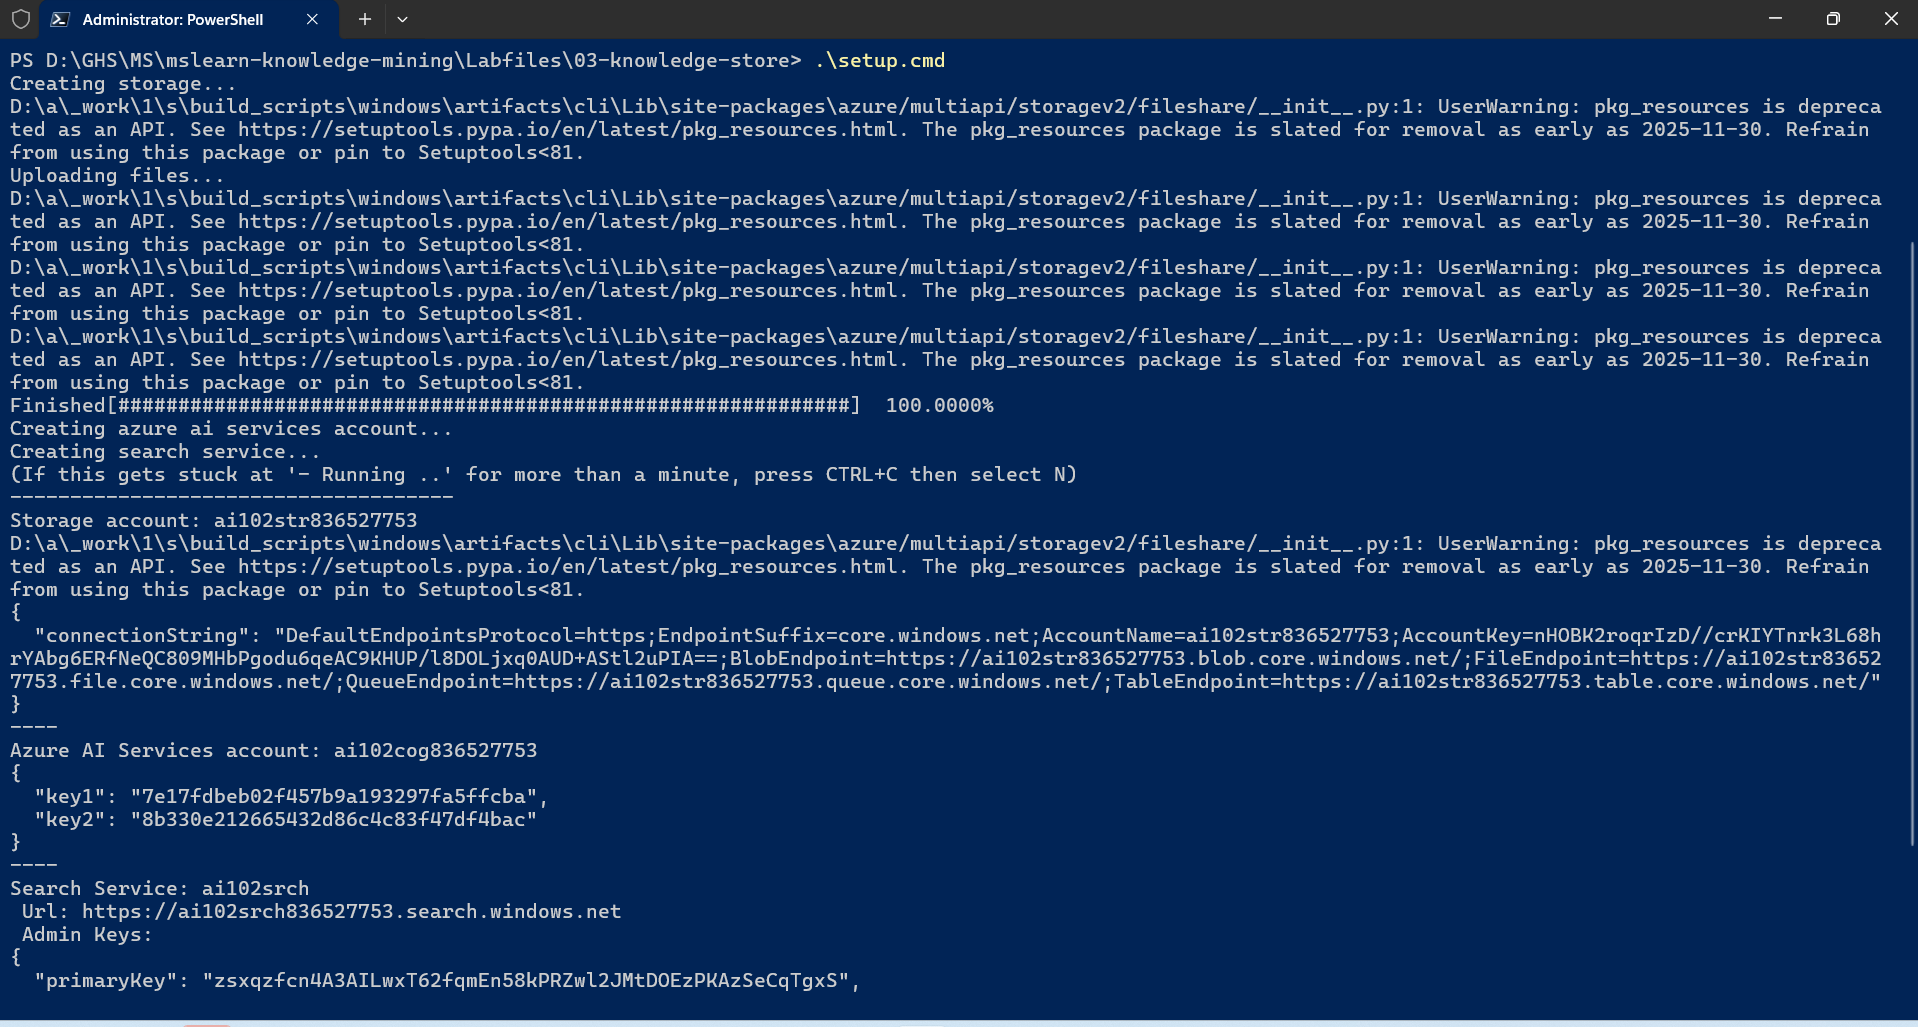 Administrator: PowerShell
PS D:\GHS\MS\mslearn-knowledge-mining\Labfiles\03-knowledge-store> .\setup.cmd
Creating storage...
D:\a\_work\1\s\build_scripts\windows\artifacts\cli\Lib\site-packages\azure/multiapi/storagev2/fileshare/__init__.py:1: UserWarning: pkg_resources is depreca
ted as an API. See https://setuptools.pypa.io/en/latest/pkg_resources.html. The pkg_resources package is slated for removal as early as 2025-11-30. Refrain
from using this package or pin to Setuptools<81.
Uploading files...
D:\a\_work\1\s\build_scripts\windows\artifacts\cli\Lib\site-packages\azure/multiapi/storagev2/fileshare/__init__.py:1: UserWarning: pkg_resources is depreca
ted as an API. See https://setuptools.pypa.io/en/latest/pkg_resources.html. The pkg_resources package is slated for removal as early as 2025-11-30. Refrain
from using this package or pin to Setuptools<81.
D:\a\_work\1\s\build_scripts\windows\artifacts\cli\Lib\site-packages\azure/multiapi/storagev2/fileshare/__init__.py:1: UserWarning: pkg_resources is depreca
ted as an API. See https://setuptools.pypa.io/en/latest/pkg_resources.html. The pkg_resources package is slated for removal as early as 2025-11-30. Refrain
from using this package or pin to Setuptools<81.
D:\a\_work\1\s\build_scripts\windows\artifacts\cli\Lib\site-packages\azure/multiapi/storagev2/fileshare/__init__.py:1: UserWarning: pkg_resources is depreca
ted as an API. See https://setuptools.pypa.io/en/latest/pkg_resources.html. The pkg_resources package is slated for removal as early as 2025-11-30. Refrain
from using this package or pin to Setuptools<81.
Finished[#############################################################]  100.0000%
Creating azure ai services account...
Creating search service...
(If this gets stuck at '- Running ..' for more than a minute, press CTRL+C then select N)
-------------------------------------
Storage account: ai102str836527753
D:\a\_work\1\s\build_scripts\windows\artifacts\cli\Lib\site-packages\azure/multiapi/storagev2/fileshare/__init__.py:1: UserWarning: pkg_resources is depreca
ted as an API. See https://setuptools.pypa.io/en/latest/pkg_resources.html. The pkg_resources package is slated for removal as early as 2025-11-30. Refrain
from using this package or pin to Setuptools<81.
{
  "connectionString": "DefaultEndpointsProtocol=https;EndpointSuffix=core.windows.net;AccountName=ai102str836527753;AccountKey=nHOBK2roqrIzD//crKIYTnrk3L68h
rYAbg6ERfNeQC809MHbPgodu6qeAC9KHUP/l8DOLjxq0AUD+AStl2uPIA==;BlobEndpoint=https://ai102str836527753.blob.core.windows.net/;FileEndpoint=https://ai102str83652
7753.file.core.windows.net/;QueueEndpoint=https://ai102str836527753.queue.core.windows.net/;TableEndpoint=https://ai102str836527753.table.core.windows.net/"
}
----
Azure AI Services account: ai102cog836527753
{
  "key1": "7e17fdbeb02f457b9a193297fa5ffcba",
  "key2": "8b330e212665432d86c4c83f47df4bac"
}
----
Search Service: ai102srch
 Url: https://ai102srch836527753.search.windows.net
 Admin Keys:
{
  "primaryKey": "zsxqzfcn4A3AILwxT62fqmEn58kPRZwl2JMtDOEzPKAzSeCqTgxS",